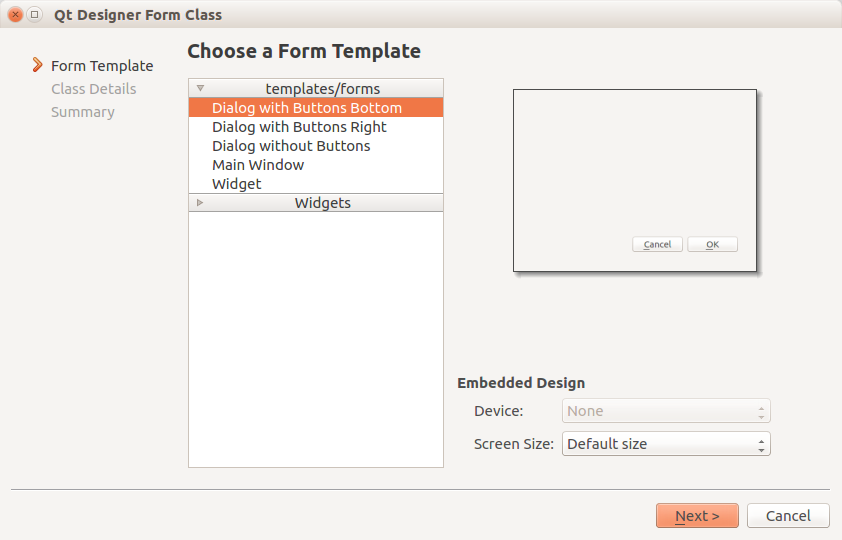 Qt Designer Form Class
Form Template
Class Details
Summary
Choose a Form Template
templates/forms
Dialog with Buttons Bottom
Dialog with Buttons Right
Dialog without Buttons
Main Window
Widget
Widgets
Cancel OK
Embedded Design
Device: None
Screen Size: Default size
Next > Cancel